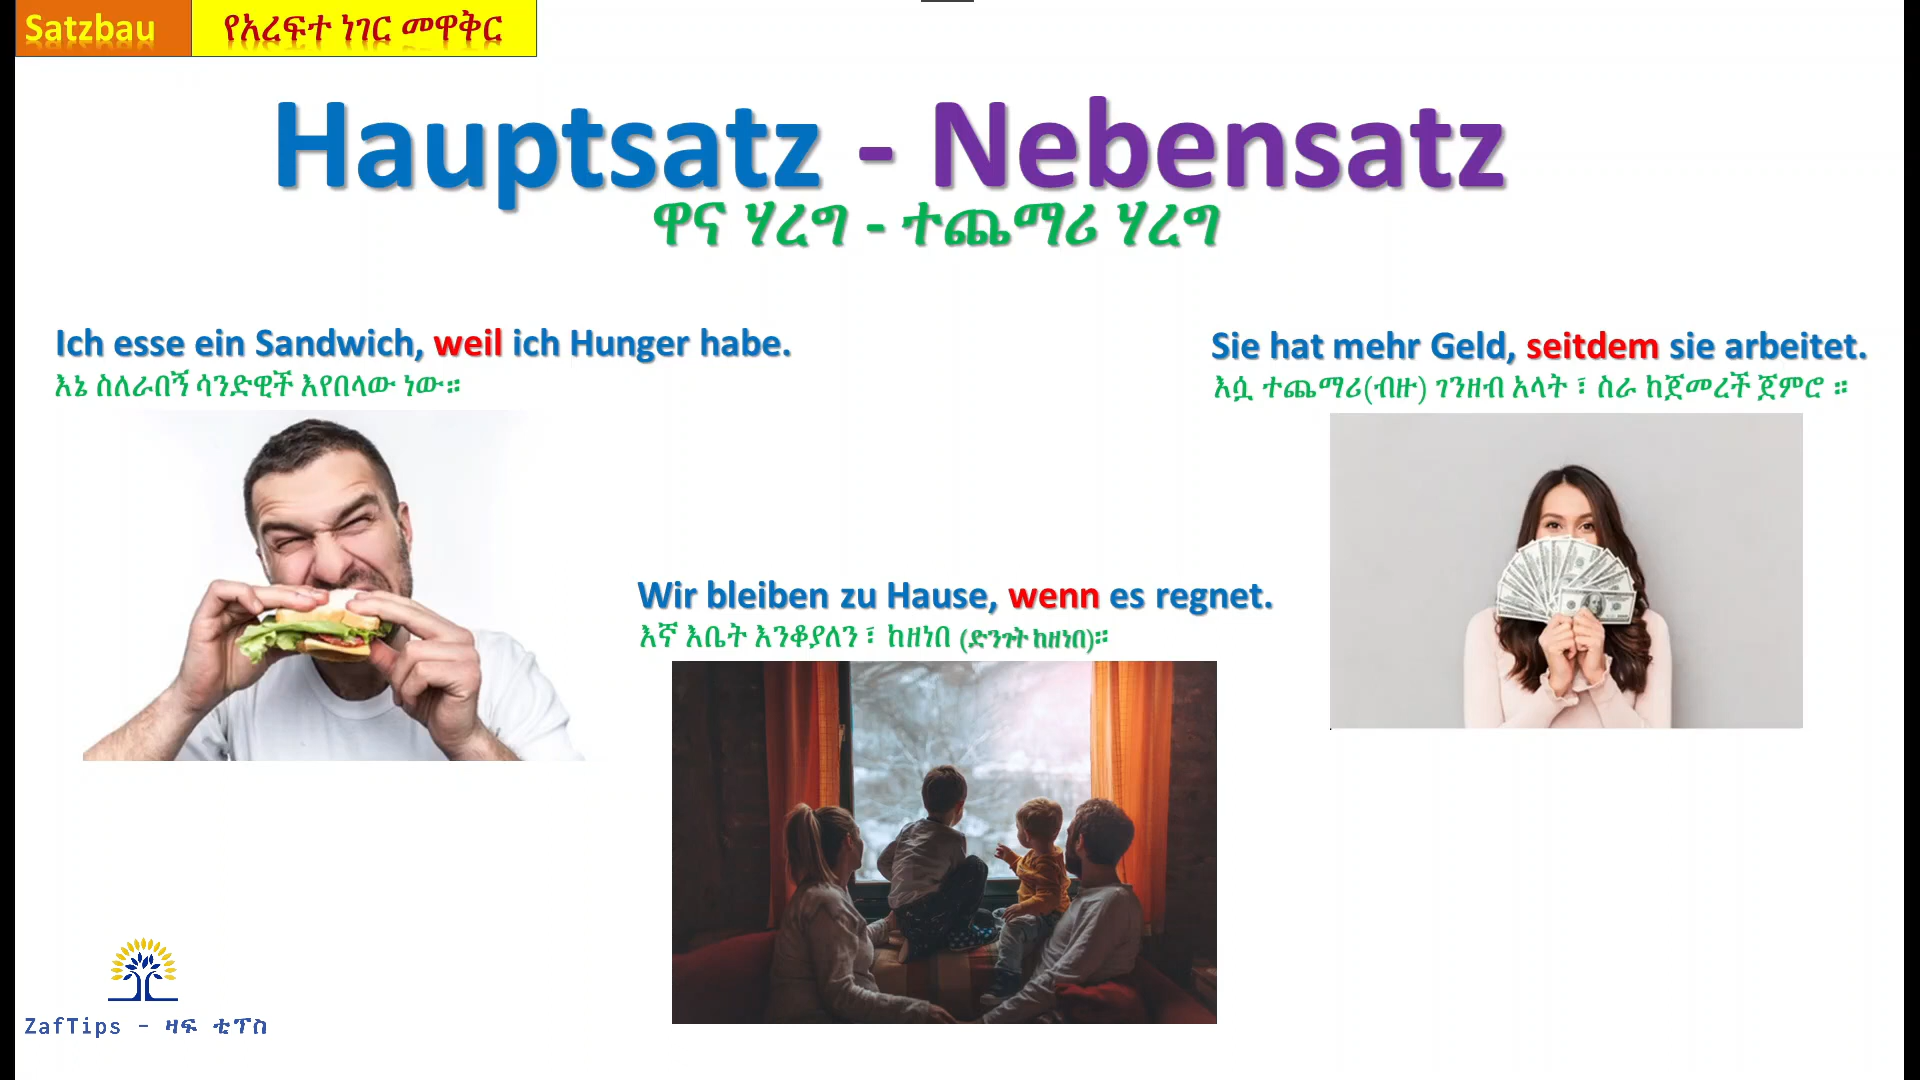 Satzbau
የአረፍተ ነገር መዋቅር
Hauptsatz - Nebensatz
ዋና ሃረግ - ተጨማሪ ሃረግ
Ich esse ein Sandwich, weil ich Hunger habe.
እኔ ስለራበኝ ሳንድዊች እየበላው ነው።
Sie hat mehr Geld, seitdem sie arbeitet.
እሷ ተጨማሪ(ብዙ) ገንዘብ አላት ፣ ስራ ከጀመረች ጀምሮ ።
Wir bleiben zu Hause, wenn es regnet.
እኛ እቤት እንቆያለን ፣ ከዘነበ (ድንጉት ከዘነበ)።
ZafTips - ዛፍ ቲፕስ